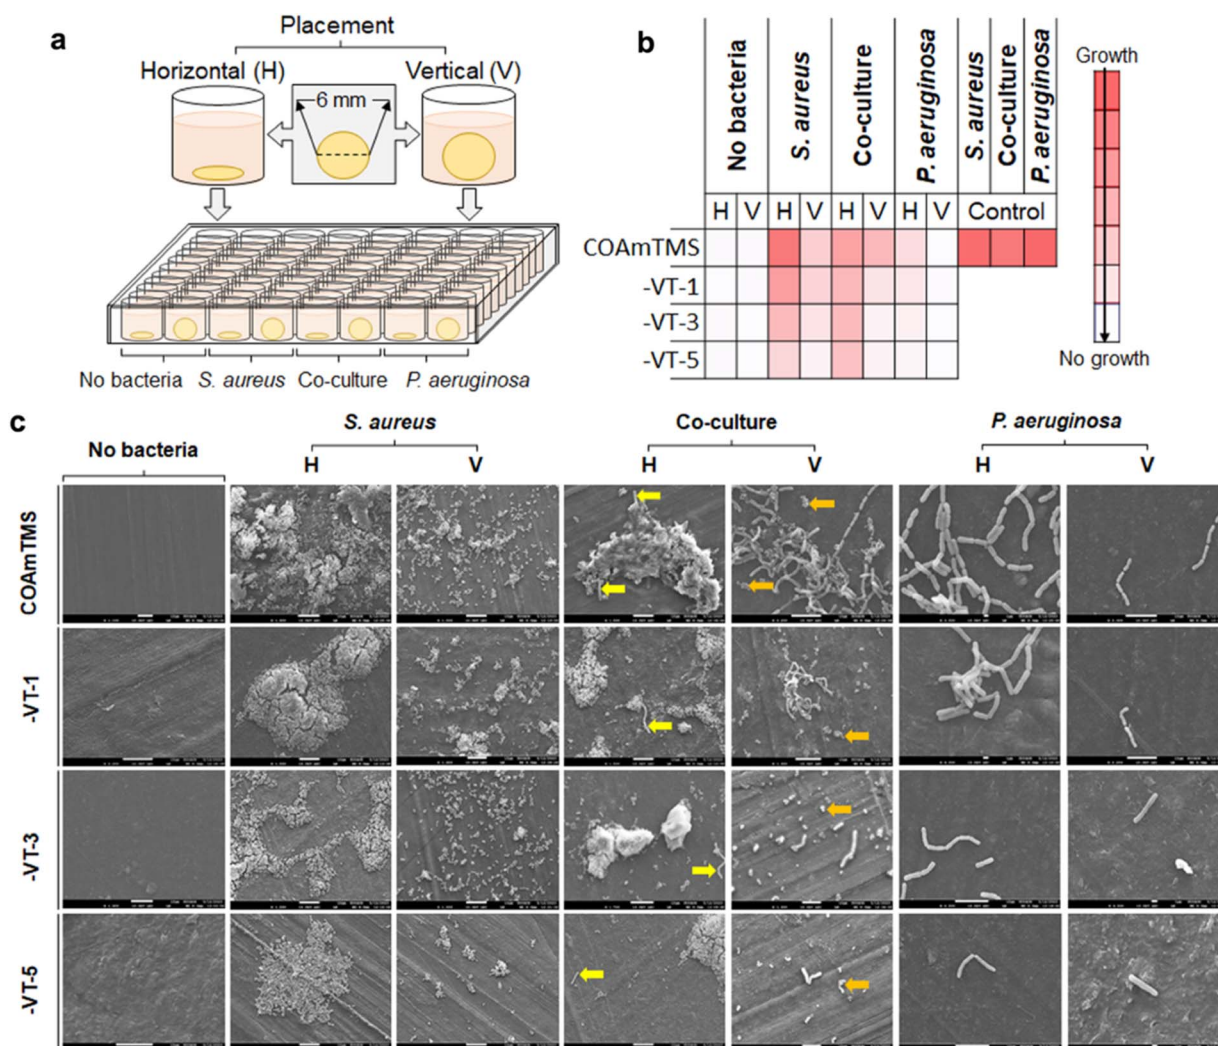 a
Placement
Horizontal (H)
Vertical (V)
6 mm
No bacteria
S. aureus
Co-culture
P. aeruginosa
b
No bacteria
S. aureus
Co-culture
P. aeruginosa
S. aureus
Co-culture
P. aeruginosa
H V H V H V H V Control
COAmTMS
-VT-1
-VT-3
-VT-5
Growth
No growth
c
No bacteria
S. aureus
Co-culture
P. aeruginosa
H V H V H V
COAmTMS
-VT-1
-VT-3
-VT-5